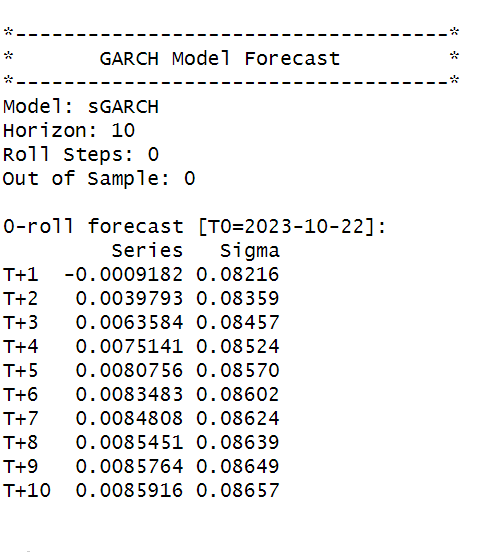 *------------------------------------*
*       GARCH Model Forecast         *
*------------------------------------*
Model: sGARCH
Horizon: 10
Roll Steps: 0
Out of Sample: 0

0-roll forecast [T0=2023-10-22]:
         Series   Sigma
T+1  -0.0009182 0.08216
T+2   0.0039793 0.08359
T+3   0.0063584 0.08457
T+4   0.0075141 0.08524
T+5   0.0080756 0.08570
T+6   0.0083483 0.08602
T+7   0.0084808 0.08624
T+8   0.0085451 0.08639
T+9   0.0085764 0.08649
T+10  0.0085916 0.08657